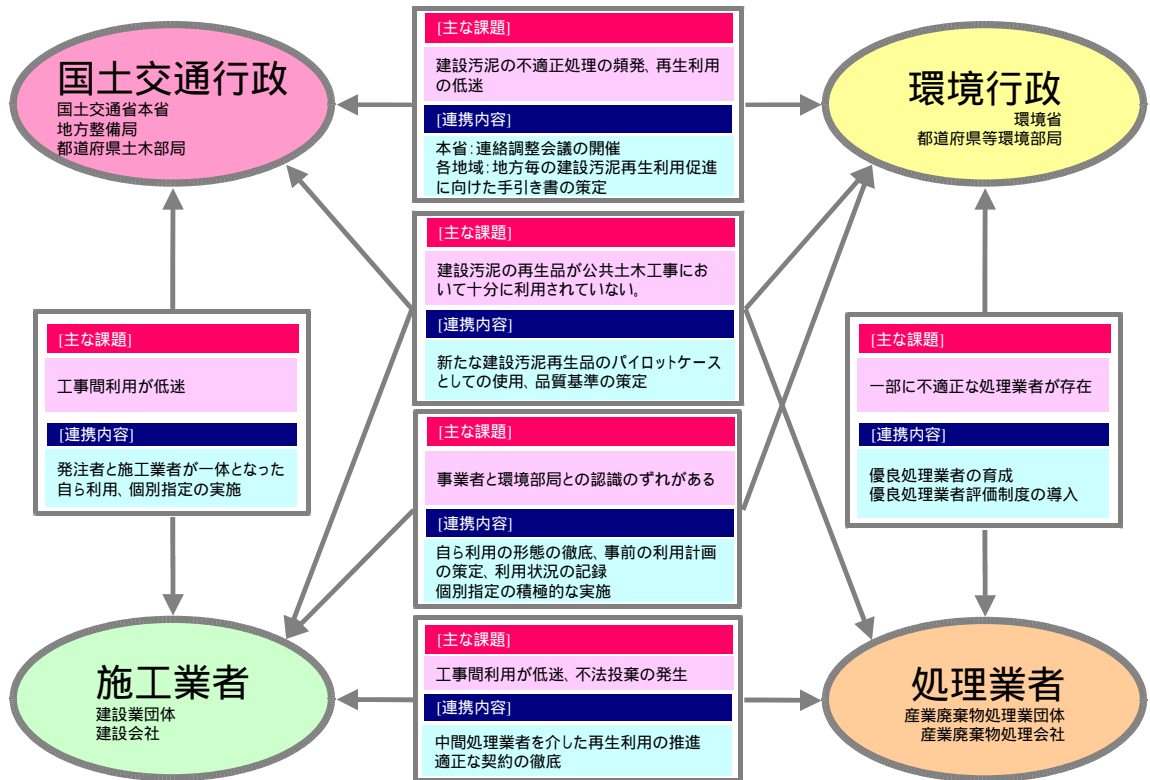 国土交通行政
国土交通省本省
地方整備局
都道府県土木部局
[主な課題]
建設汚泥の不適正処理の頻発、再生利用
の低迷
[連携内容]
本省：連絡調整会議の開催
各地域：地方毎の建設汚泥再生利用促進
に向けた手引き書の策定
環境行政
環境省
都道府県等環境部局
[主な課題]
建設汚泥の再生品が公共土木工事にお
いて十分に利用されていない。
[連携内容]
新たな建設汚泥再生品のパイロットケース
としての使用、品質基準の策定
[主な課題]
工事間利用が低迷
[連携内容]
発注者と施工業者が一体となった
自ら利用、個別指定の実施
[主な課題]
事業者と環境部局との認識のずれがある
[連携内容]
自ら利用の形態の徹底、事前の利用計画
の策定、利用状況の記録
個別指定の積極的な実施
[主な課題]
一部に不適正な処理業者が存在
[連携内容]
優良処理業者の育成
優良処理業者評価制度の導入
施工業者
建設業団体
建設会社
[主な課題]
工事間利用が低迷、不法投棄の発生
[連携内容]
中間処理業者を介した再生利用の推進
適正な契約の徹底
処理業者
産業廃棄物処理業団体
産業廃棄物処理会社